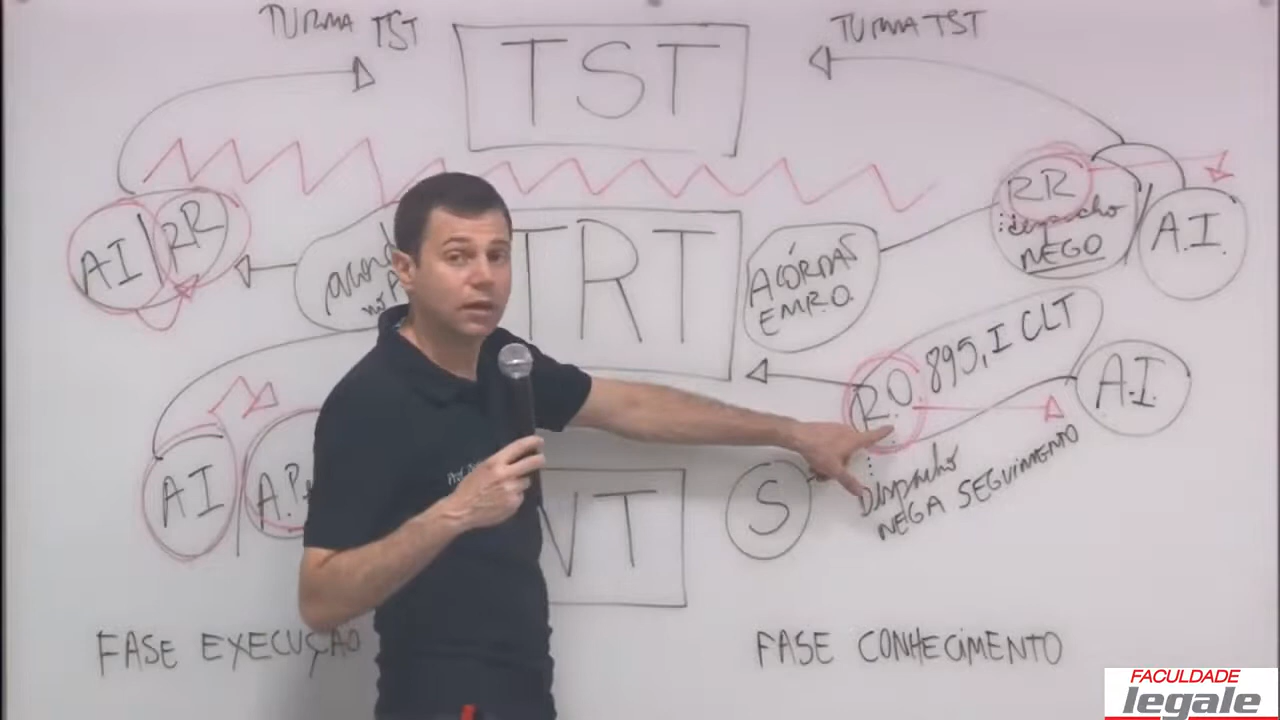 TURMA TST
TURMA TST
TST
AI RR
RR
despacho
NEGO
A.I.
TRT
ACÓRDÃO
EM R.O.
R.O. 895, I CLT
A.I.
AI
S
Despacho
NEGA SEGUIMENTO
VT
FASE EXECUÇÃO
FASE CONHECIMENTO
FACULDADE
legale